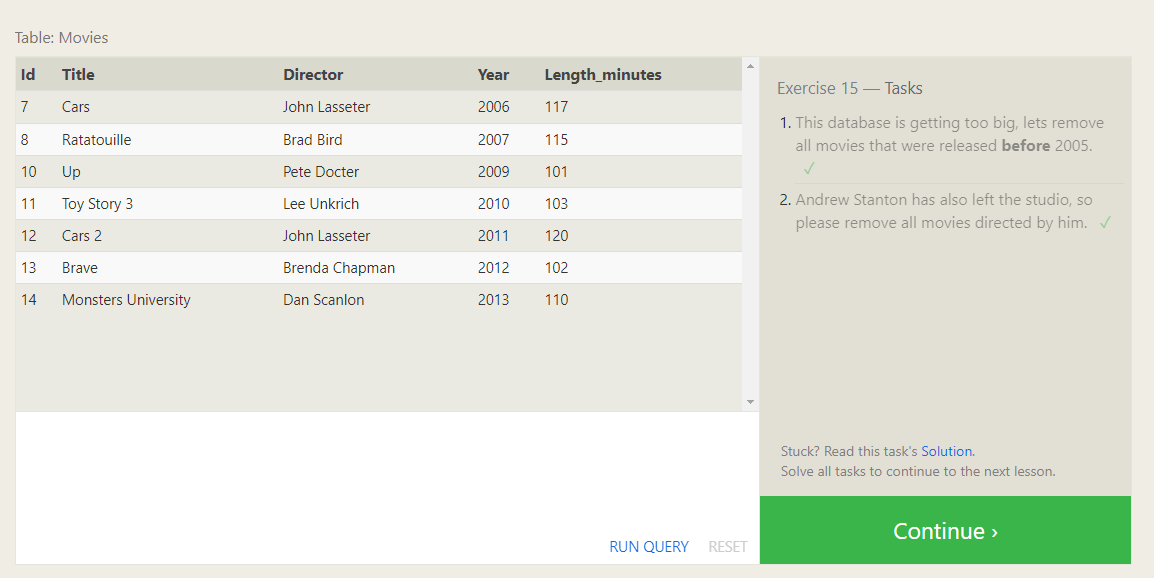 Table: Movies
Id Title Director Year Length_minutes
7 Cars John Lasseter 2006 117
8 Ratatouille Brad Bird 2007 115
10 Up Pete Docter 2009 101
11 Toy Story 3 Lee Unkrich 2010 103
12 Cars 2 John Lasseter 2011 120
13 Brave Brenda Chapman 2012 102
14 Monsters University Dan Scanlon 2013 110
RUN QUERY RESET
Exercise 15 — Tasks
1. This database is getting too big, lets remove
all movies that were released before 2005.
✓
2. Andrew Stanton has also left the studio, so
please remove all movies directed by him. ✓
Stuck? Read this task's Solution.
Solve all tasks to continue to the next lesson.
Continue ›